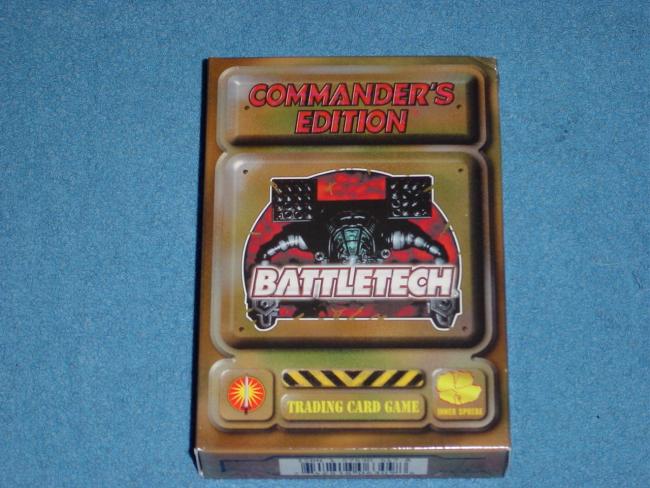 COMMANDER'S
EDITION
BATTLETECH
TRADING CARD GAME
INNER SPHERE